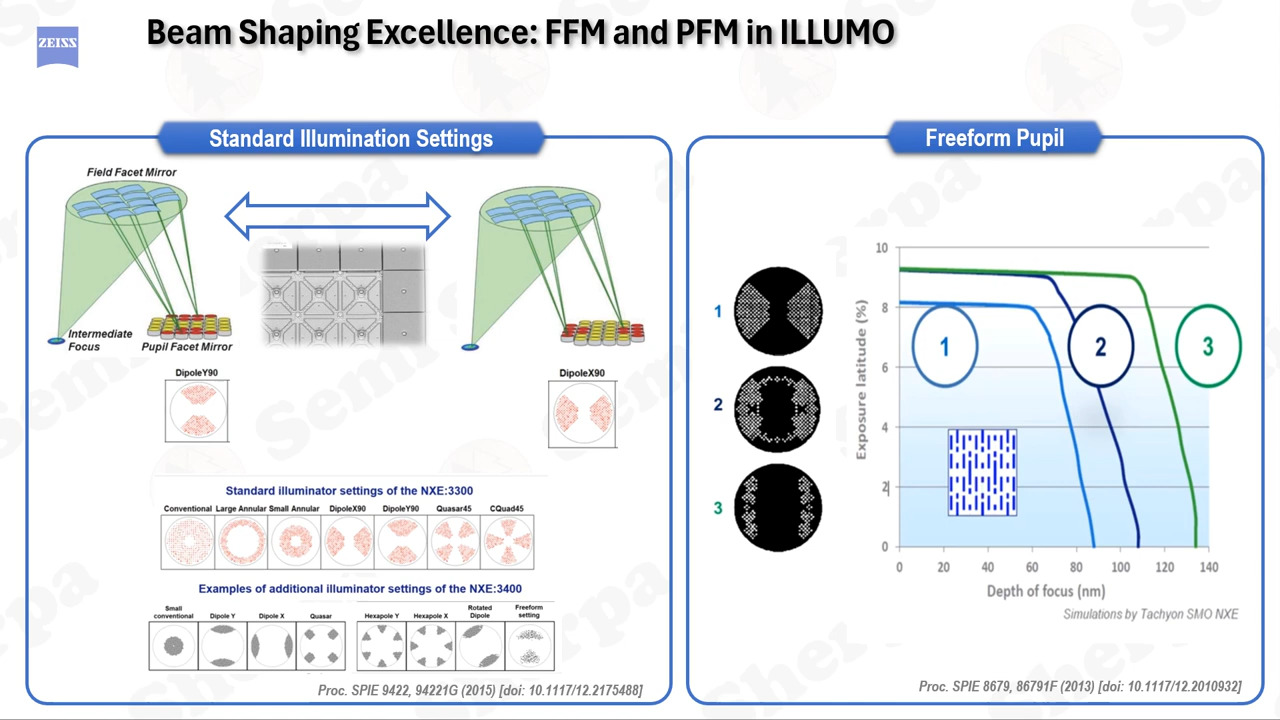 ZEISS
Beam Shaping Excellence: FFM and PFM in ILLUMO
Standard Illumination Settings
Field Facet Mirror
Intermediate
Focus
Pupil Facet Mirror
DipoleY90
DipoleX90
Standard illuminator settings of the NXE:3300
Conventional Large Annular Small Annular DipoleX90 DipoleY90 Quasar45 CQuad45
Examples of additional illuminator settings of the NXE:3400
Small
conventional
Dipole Y
Dipole X
Quasar
Hexapole Y
Hexapole X
Rotated
Dipole
Freeform
setting
Proc. SPIE 9422, 94221G (2015) [doi: 10.1117/12.2175488]
Freeform Pupil
1
2
3
Exposure latitude (%)
10
8
6
4
2
0
1
2
3
0 20 40 60 80 100 120 140
Depth of focus (nm)
Simulations by Tachyon SMO NXE
Proc. SPIE 8679, 86791F (2013) [doi: 10.1117/12.2010932]